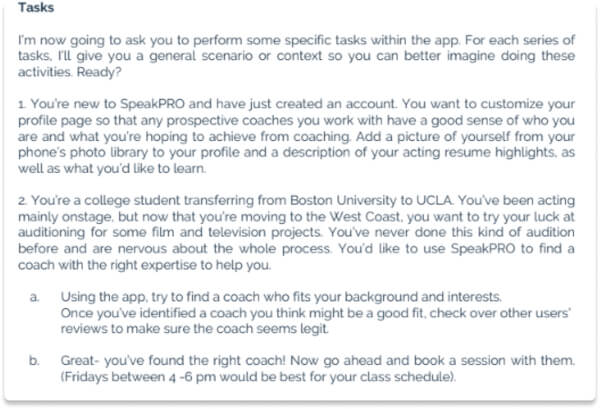 Tasks
I'm now going to ask you to perform some specific tasks within the app. For each series of
tasks, I'll give you a general scenario or context so you can better imagine doing these
activities. Ready?
1. You're new to SpeakPRO and have just created an account. You want to customize your
profile page so that any prospective coaches you work with have a good sense of who you
are and what you're hoping to achieve from coaching. Add a picture of yourself from your
phone's photo library to your profile and a description of your acting resume highlights, as
well as what you'd like to learn.
2. You're a college student transferring from Boston University to UCLA. You've been acting
mainly onstage, but now that you're moving to the West Coast, you want to try your luck at
auditioning for some film and television projects. You've never done this kind of audition
before and are nervous about the whole process. You'd like to use SpeakPRO to find a
coach with the right expertise to help you.
a. Using the app, try to find a coach who fits your background and interests.
Once you've identified a coach you think might be a good fit, check over other users'
reviews to make sure the coach seems legit.
b. Great- you've found the right coach! Now go ahead and book a session with them.
(Fridays between 4 -6 pm would be best for your class schedule).